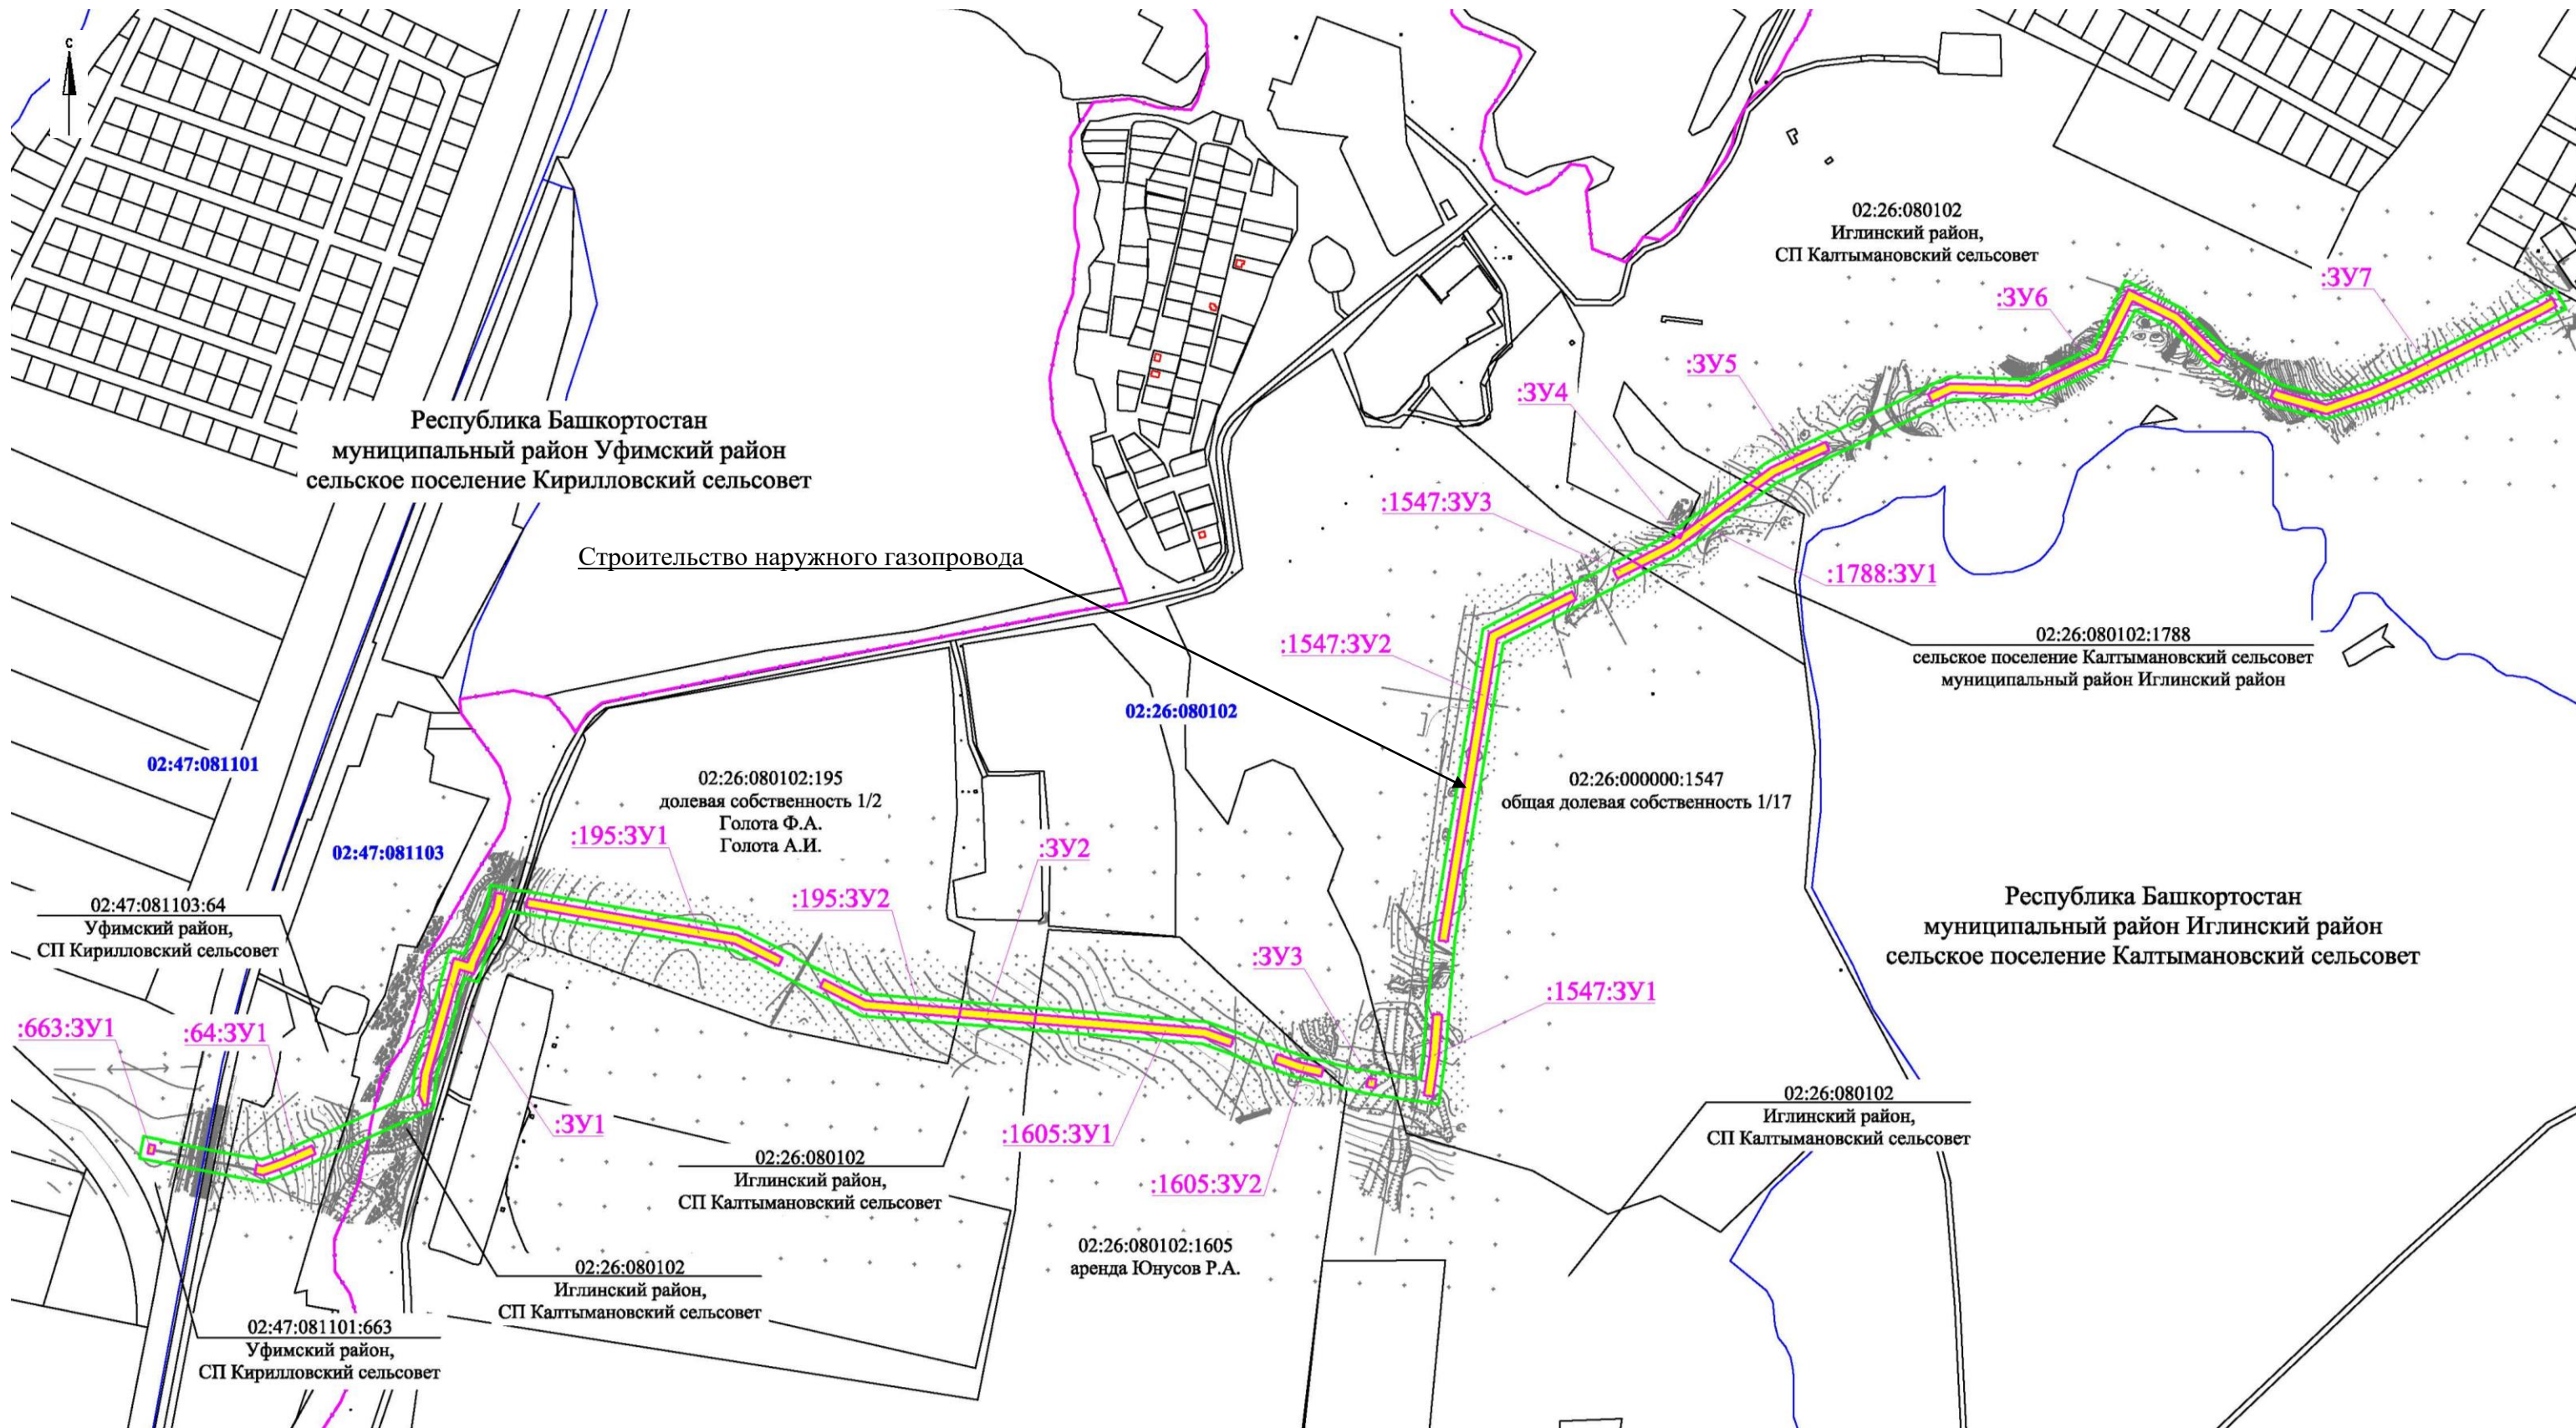 С
02:26:080102
Иглинский район,
СП Калтымановский сельсовет
:ЗУ7
:ЗУ6
:ЗУ5
:ЗУ4
Республика Башкортостан
муниципальный район Уфимский район
сельское поселение Кирилловский сельсовет
:1547:ЗУ3
Строительство наружного газопровода
:1788:ЗУ1
02:26:080102:1788
сельское поселение Калтымановский сельсовет
муниципальный район Иглинский район
:1547:ЗУ2
02:26:080102
02:47:081101
02:26:080102:195
долевая собственность 1/2
Голота Ф.А.
Голота А.И.
02:26:000000:1547
общая долевая собственность 1/17
:195:ЗУ1
:ЗУ2
02:47:081103
:195:ЗУ2
02:47:081103:64
Уфимский район,
СП Кирилловский сельсовет
Республика Башкортостан
муниципальный район Иглинский район
сельское поселение Калтымановский сельсовет
:ЗУ3
:1547:ЗУ1
:663:ЗУ1
:64:ЗУ1
:ЗУ1
:1605:ЗУ1
02:26:080102
Иглинский район,
СП Калтымановский сельсовет
02:26:080102
Иглинский район,
СП Калтымановский сельсовет
:1605:ЗУ2
02:26:080102:1605
аренда Юнусов Р.А.
02:26:080102
Иглинский район,
СП Калтымановский сельсовет
02:47:081101:663
Уфимский район,
СП Кирилловский сельсовет